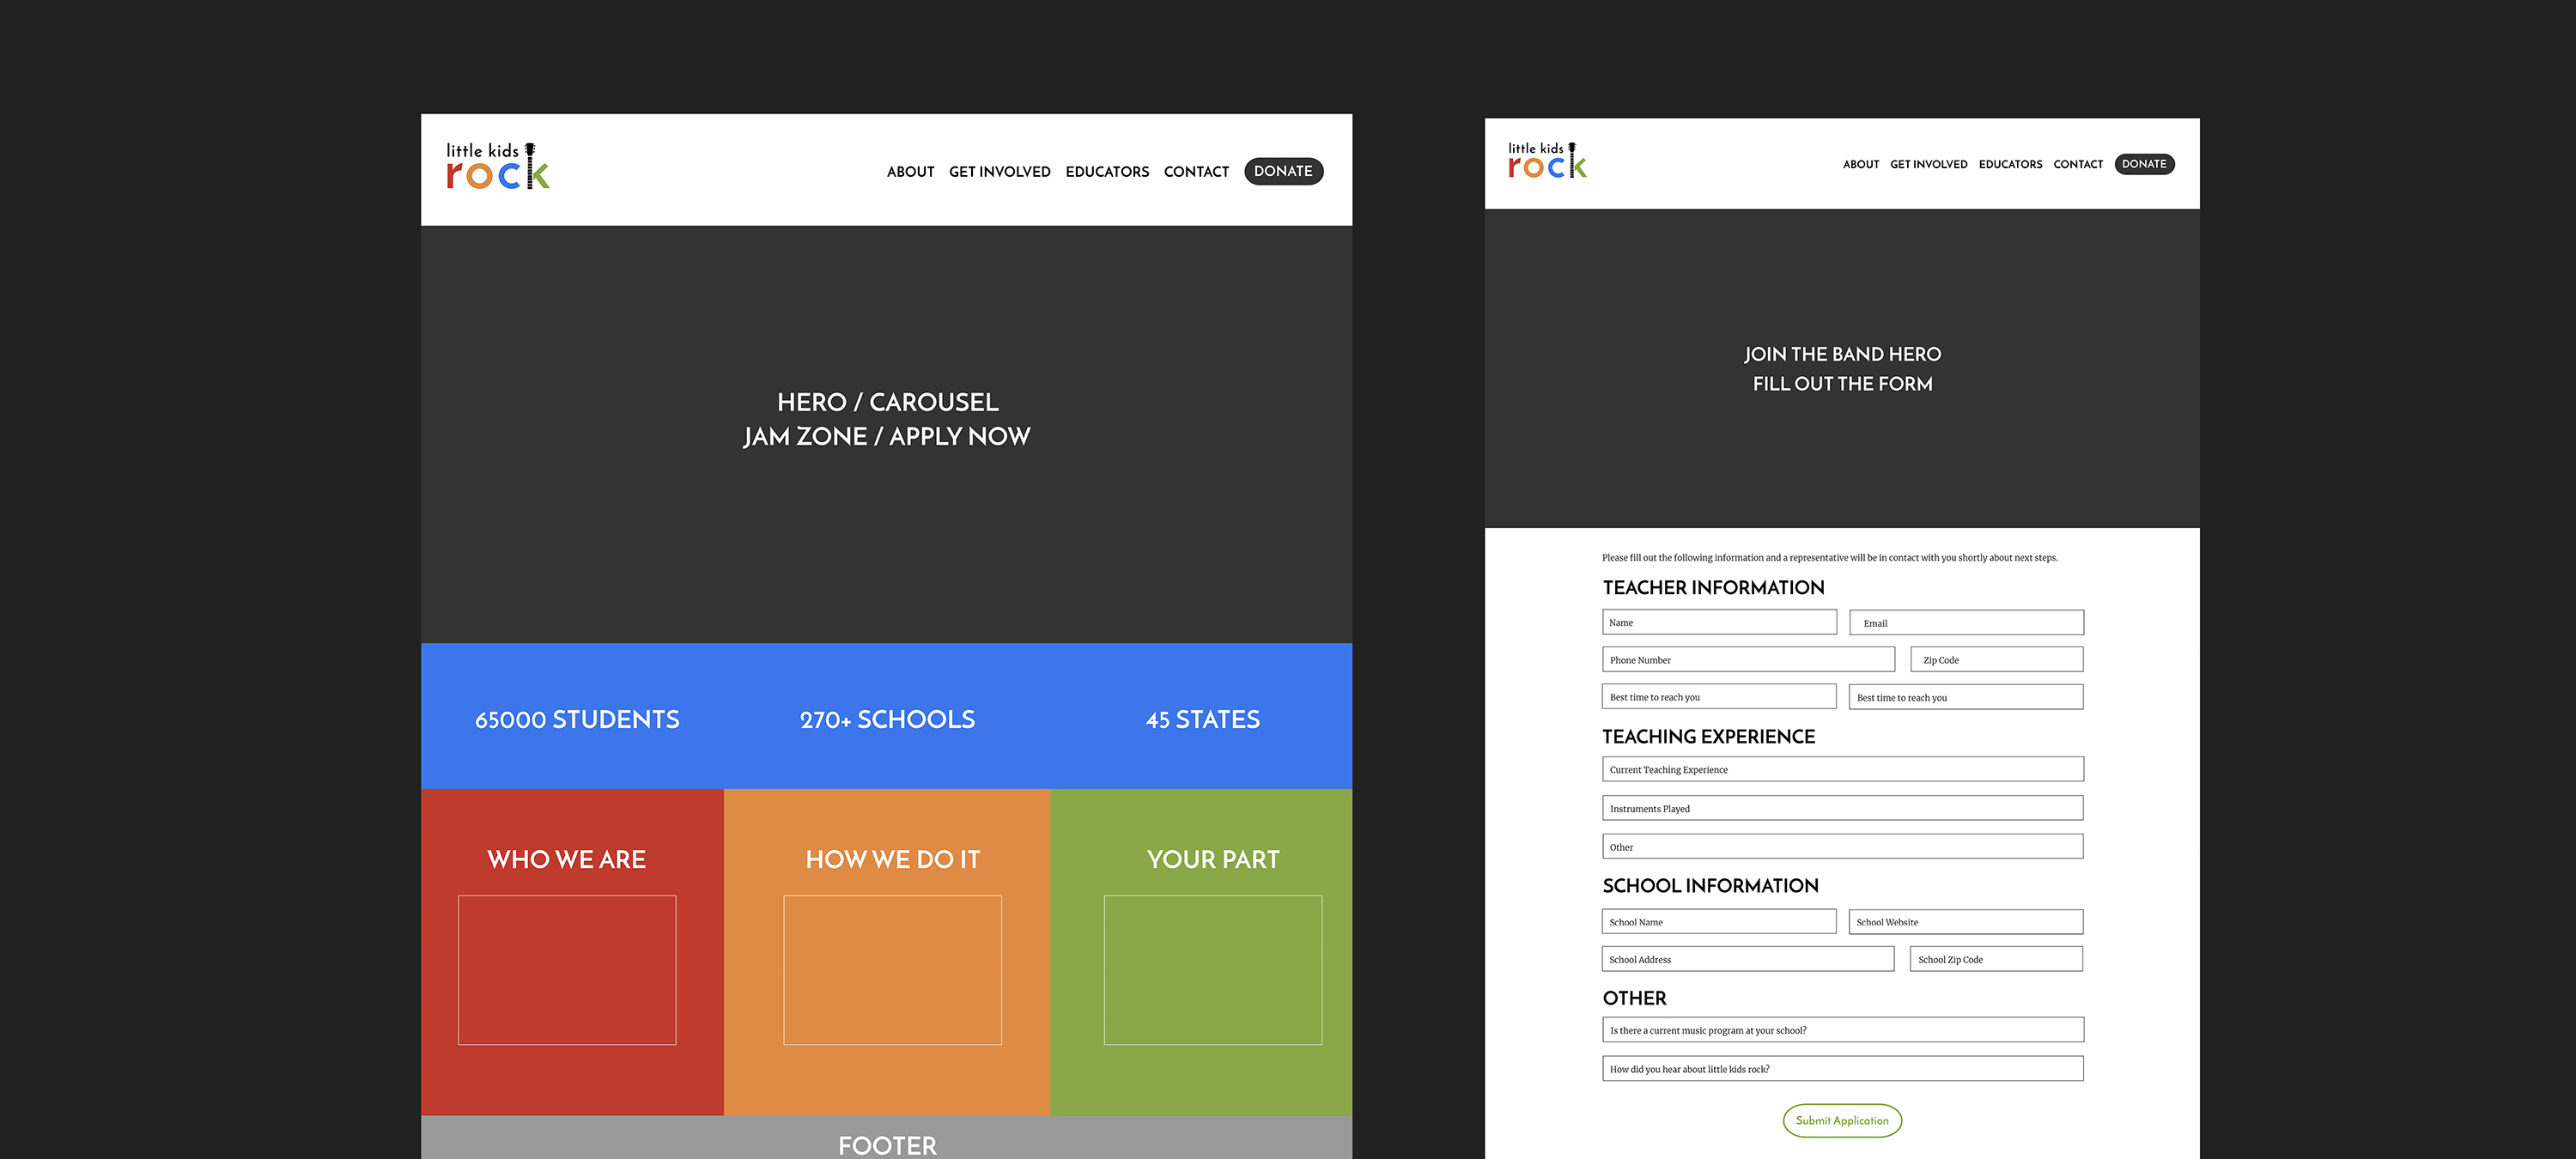 little kids
rock
ABOUT GET INVOLVED EDUCATORS CONTACT DONATE
HERO / CAROUSEL
JAM ZONE / APPLY NOW
65000 STUDENTS 270+ SCHOOLS 45 STATES
WHO WE ARE HOW WE DO IT YOUR PART
FOOTER
little kids
rock
ABOUT GET INVOLVED EDUCATORS CONTACT DONATE
JOIN THE BAND HERO
FILL OUT THE FORM
Please fill out the following information and a representative will be in contact with you shortly about next steps.
TEACHER INFORMATION
Name Email
Phone Number Zip Code
Best time to reach you Best time to reach you
TEACHING EXPERIENCE
Current Teaching Experience
Instruments Played
Other
SCHOOL INFORMATION
School Name School Website
School Address School Zip Code
OTHER
Is there a current music program at your school?
How did you hear about little kids rock?
Submit Application